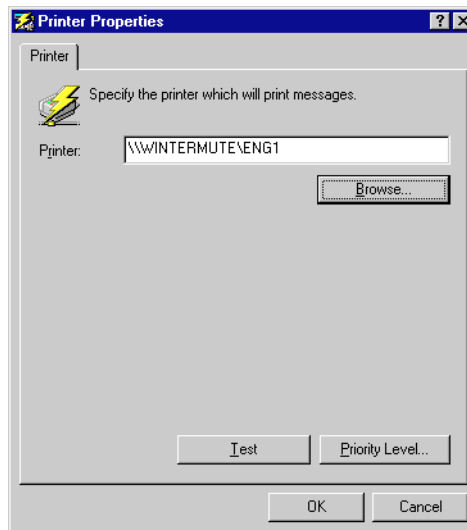 Printer Properties
Printer
Specify the printer which will print messages.
Printer: \\WINTERMUTE\ENG1
Browse...
Test Priority Level...
OK Cancel